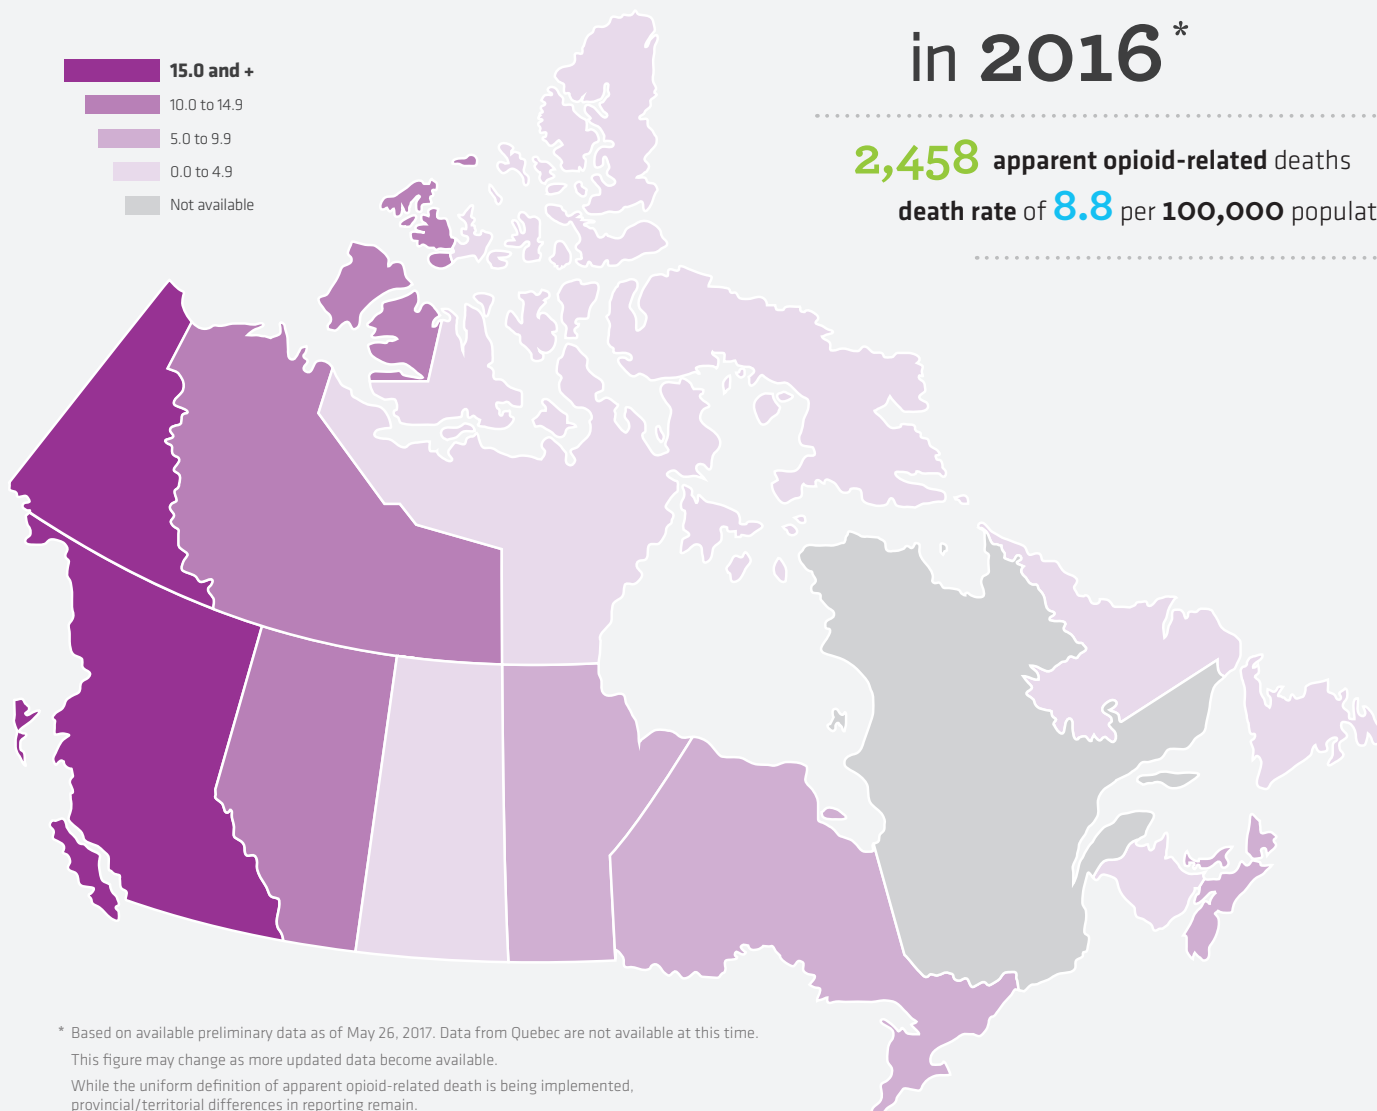 in 2016*
15.0 and +
10.0 to 14.9
5.0 to 9.9
0.0 to 4.9
Not available
2,458 apparent opioid-related deaths
death rate of 8.8 per 100,000 populat
* Based on available preliminary data as of May 26, 2017. Data from Quebec are not available at this time.
This figure may change as more updated data become available.
While the uniform definition of apparent opioid-related death is being implemented,
provincial/territorial differences in reporting remain.